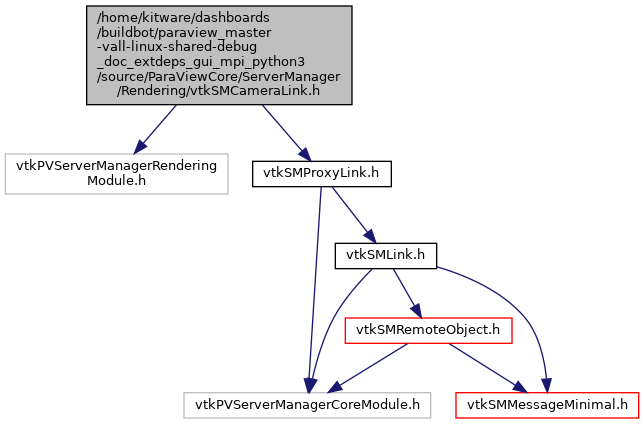 /home/kitware/dashboards
/buildbot/paraview_master
-vall-linux-shared-debug
_doc_extdeps_gui_mpi_python3
/source/ParaViewCore/ServerManager
/Rendering/vtkSMCameraLink.h
vtkPVServerManagerRendering
Module.h
vtkSMProxyLink.h
vtkSMLink.h
vtkSMRemoteObject.h
vtkPVServerManagerCoreModule.h
vtkSMMessageMinimal.h